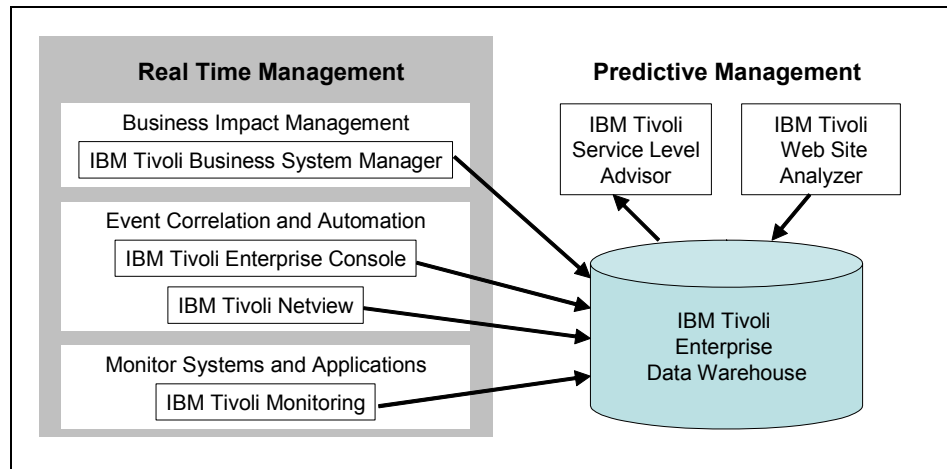 Real Time Management
Business Impact Management
IBM Tivoli Business System Manager
Event Correlation and Automation
IBM Tivoli Enterprise Console
IBM Tivoli Netview
Monitor Systems and Applications
IBM Tivoli Monitoring
Predictive Management
IBM Tivoli
Service Level
Advisor
IBM Tivoli
Web Site
Analyzer
IBM Tivoli
Enterprise
Data Warehouse